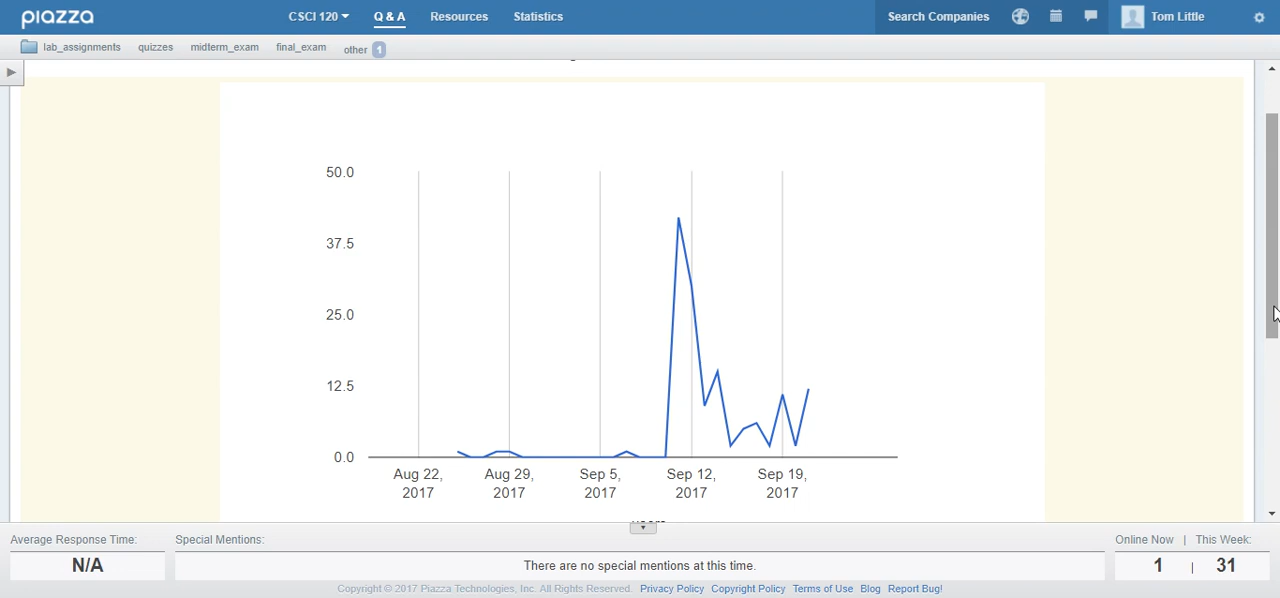 piazza CSCI 120 Q & A Resources Statistics Search Companies Tom Little
lab_assignments quizzes midterm_exam final_exam other 1
50.0
37.5
25.0
12.5
0.0
Aug 22, 2017 Aug 29, 2017 Sep 5, 2017 Sep 12, 2017 Sep 19, 2017
Average Response Time: Special Mentions: Online Now | This Week:
N/A There are no special mentions at this time. 1 | 31
Copyright © 2017 Piazza Technologies, Inc. All Rights Reserved. Privacy Policy Copyright Policy Terms of Use Blog Report Bug!